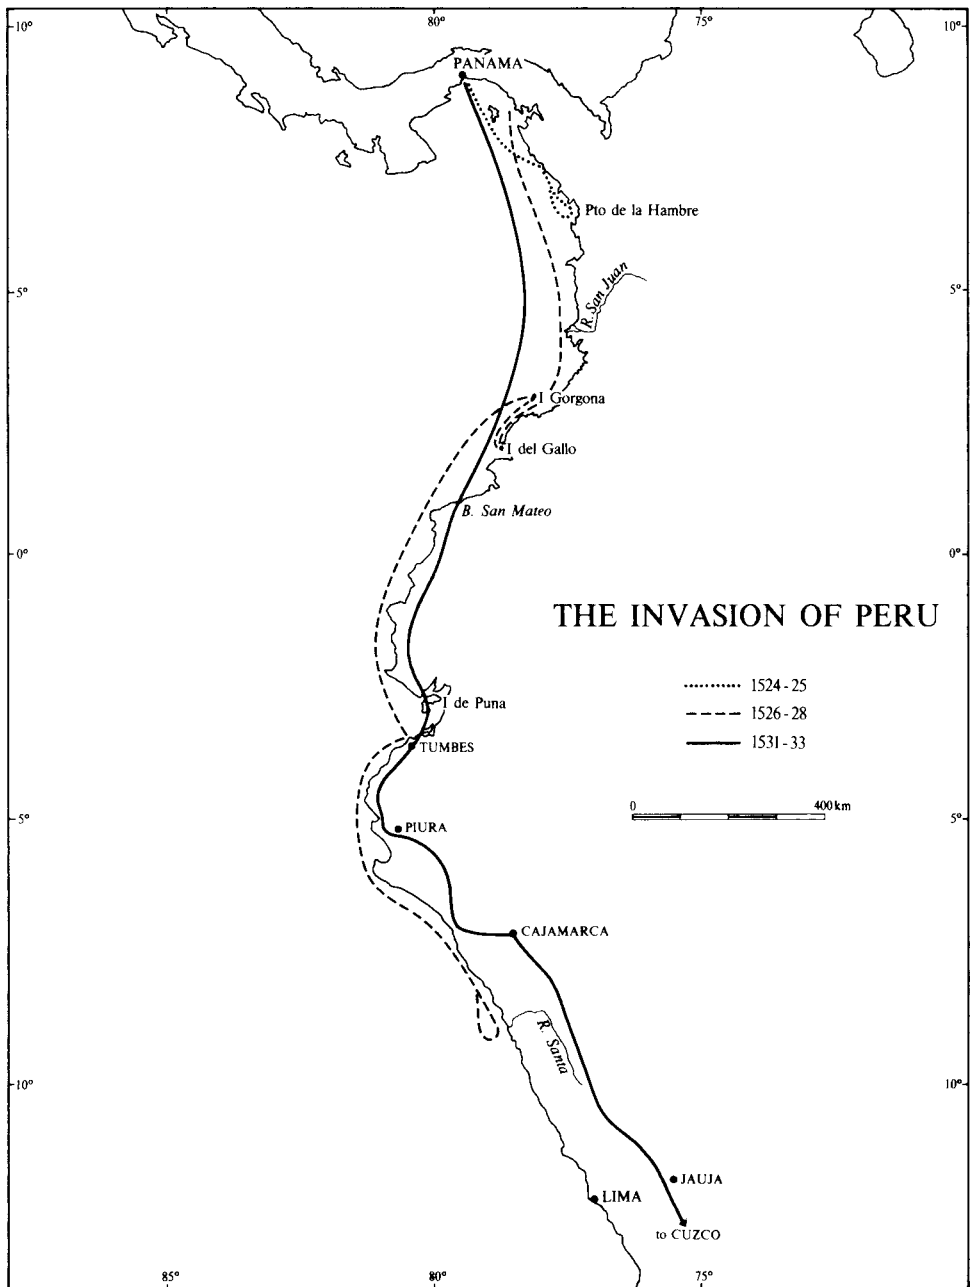 80°
75°
10°
10°
PANAMA
Pto de la Hambre
R. San Juan
5°
5°
I Gorgona
I del Gallo
B. San Mateo
0°
0°
THE INVASION OF PERU
1524-25
1526-28
1531-33
I de Puna
TUMBES
0 400 km
5°
5°
PIURA
CAJAMARCA
R. Santa
10°
10°
JAUJA
LIMA
to CUZCO
85°
80°
75°